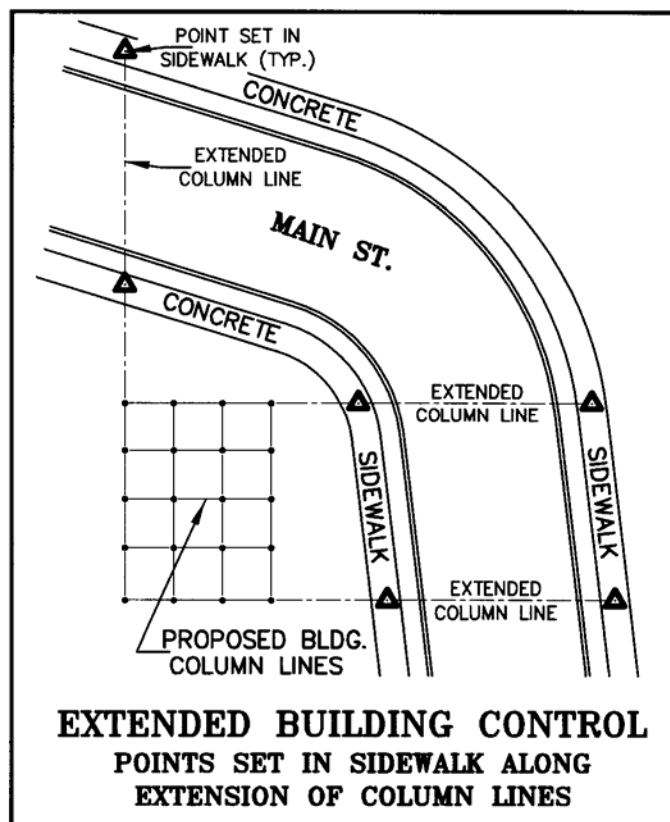 POINT SET IN
SIDEWALK (TYP.)
CONCRETE
EXTENDED
COLUMN LINE
MAIN ST.
CONCRETE
EXTENDED
COLUMN LINE
SIDEWALK
SIDEWALK
EXTENDED
COLUMN LINE
PROPOSED BLDG.
COLUMN LINES
EXTENDED BUILDING CONTROL
POINTS SET IN SIDEWALK ALONG
EXTENSION OF COLUMN LINES